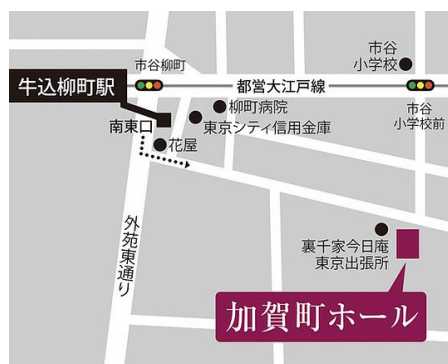 市谷
小学校
市谷柳町
牛込柳町駅
都営大江戸線
柳町病院
市谷
小学校前
南東口
東京シティ信用金庫
花屋
外苑東通り
裏千家今日庵
東京出張所
加賀町ホール